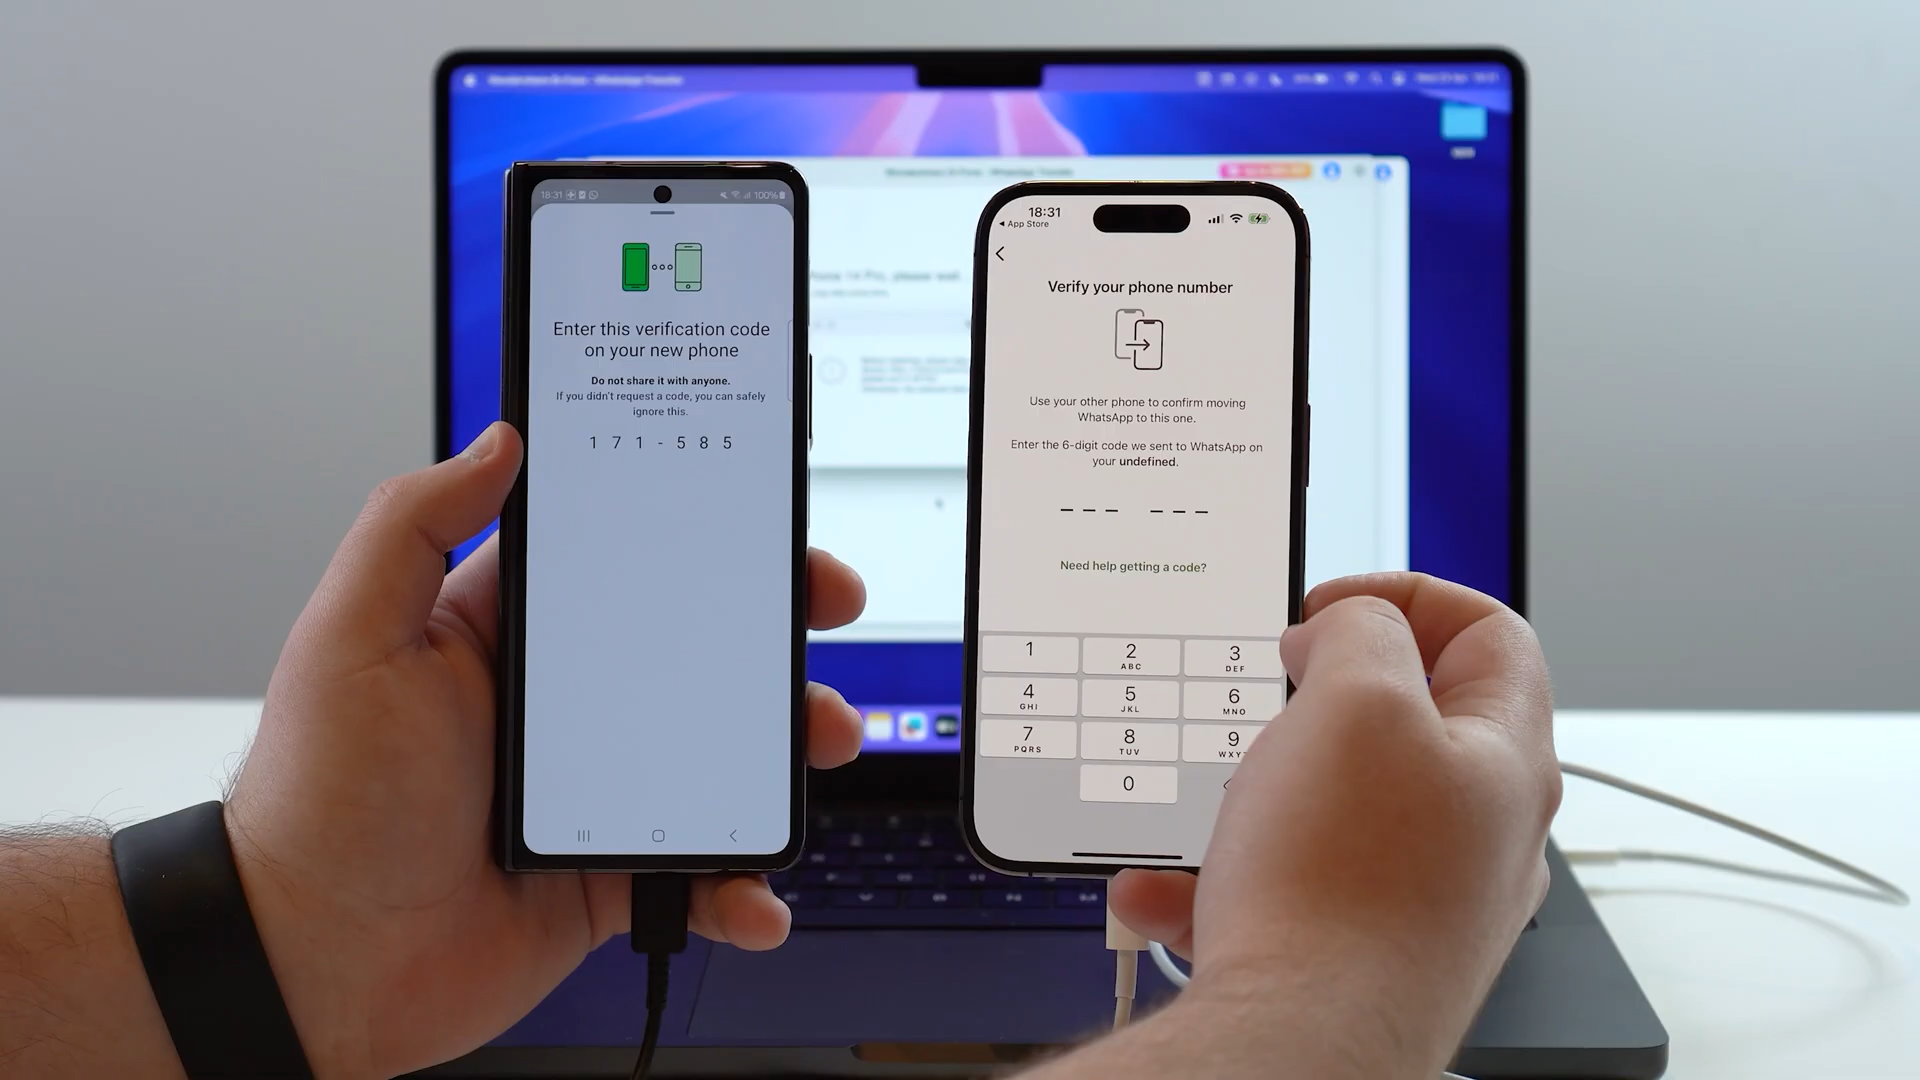 18:31
100%
Enter this verification code
on your new phone
Do not share it with anyone.
If you didn't request a code, you can safely
ignore this.
1 7 1 - 5 8 5
18:31
App Store
Verify your phone number
Use your other phone to confirm moving
WhatsApp to this one.
Enter the 6-digit code we sent to WhatsApp on
your undefined.
Need help getting a code?
1
2
ABC
3
DEF
4
GHI
5
JKL
6
MNO
7
PQRS
8
TUV
9
WXY
0